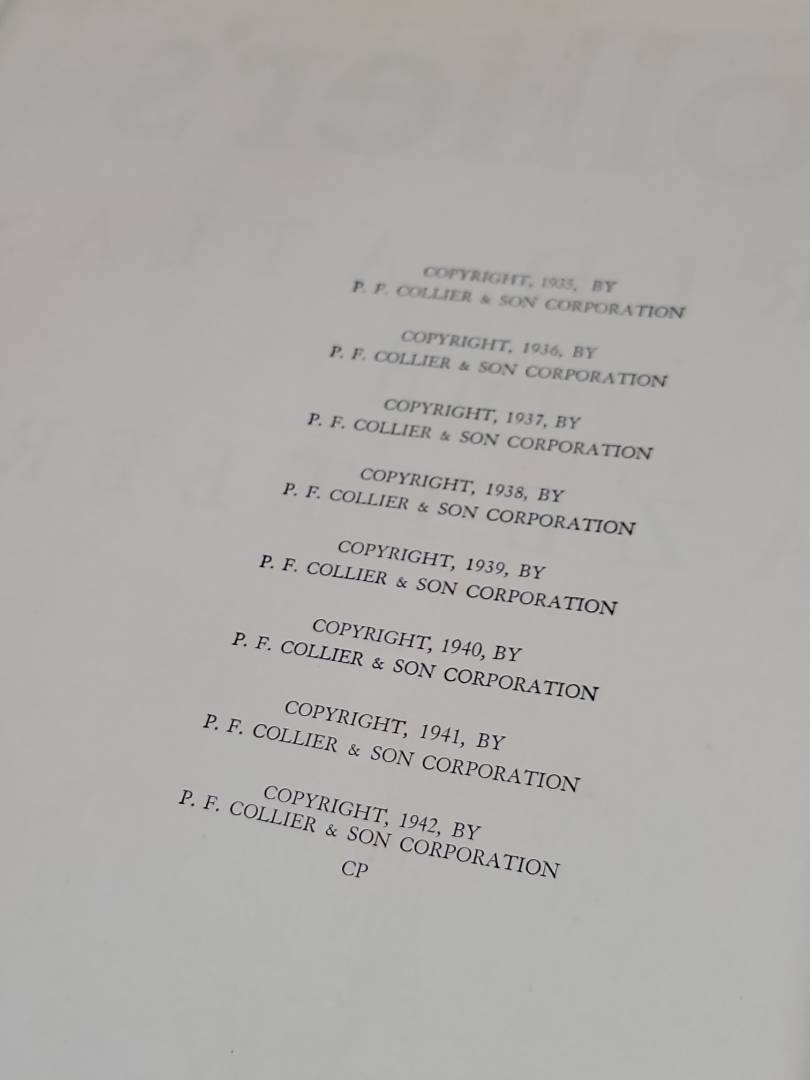 COPYRIGHT, 1935, BY
P. F. COLLIER & SON CORPORATION
COPYRIGHT, 1936, BY
P. F. COLLIER & SON CORPORATION
COPYRIGHT, 1937, BY
P. F. COLLIER & SON CORPORATION
COPYRIGHT, 1938, BY
P. F. COLLIER & SON CORPORATION
COPYRIGHT, 1939, BY
P. F. COLLIER & SON CORPORATION
COPYRIGHT, 1940, BY
P. F. COLLIER & SON CORPORATION
COPYRIGHT, 1941, BY
P. F. COLLIER & SON CORPORATION
COPYRIGHT, 1942, BY
P. F. COLLIER & SON CORPORATION
CP